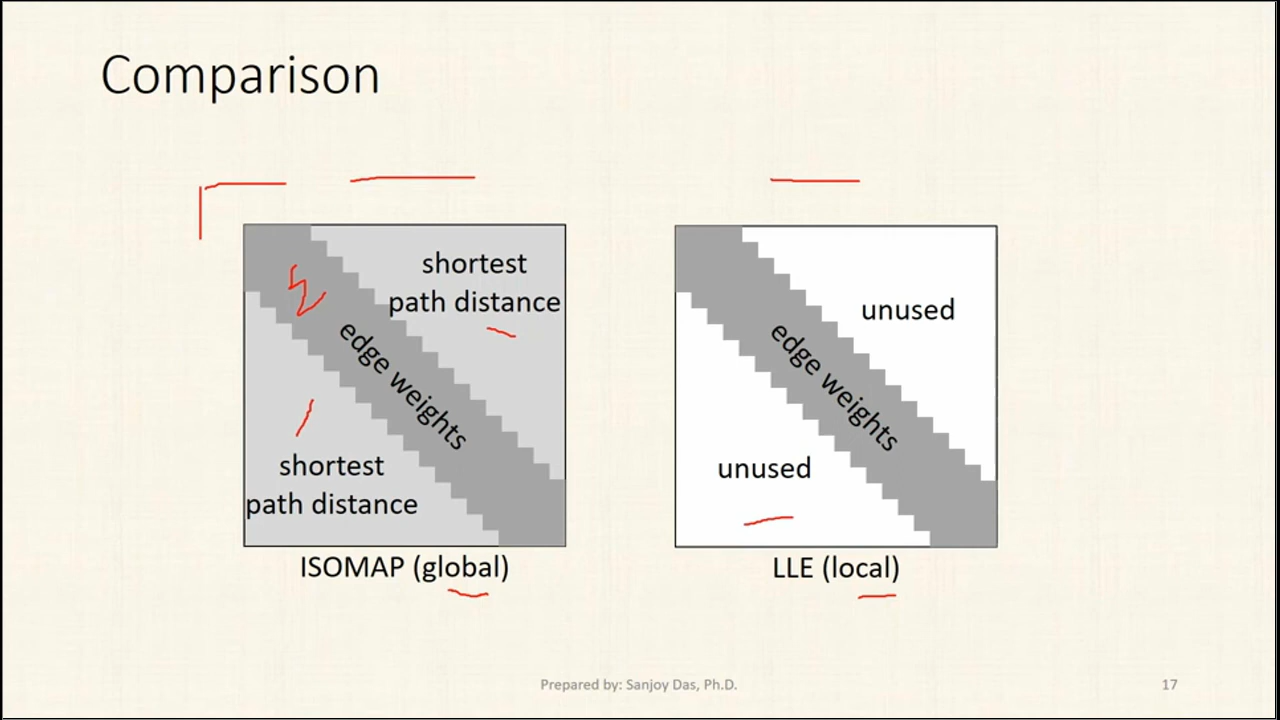 Comparison
shortest
path distance
edge weights
shortest
path distance
ISOMAP (global)
unused
edge weights
unused
LLE (local)
Prepared by: Sanjoy Das, Ph.D.
17